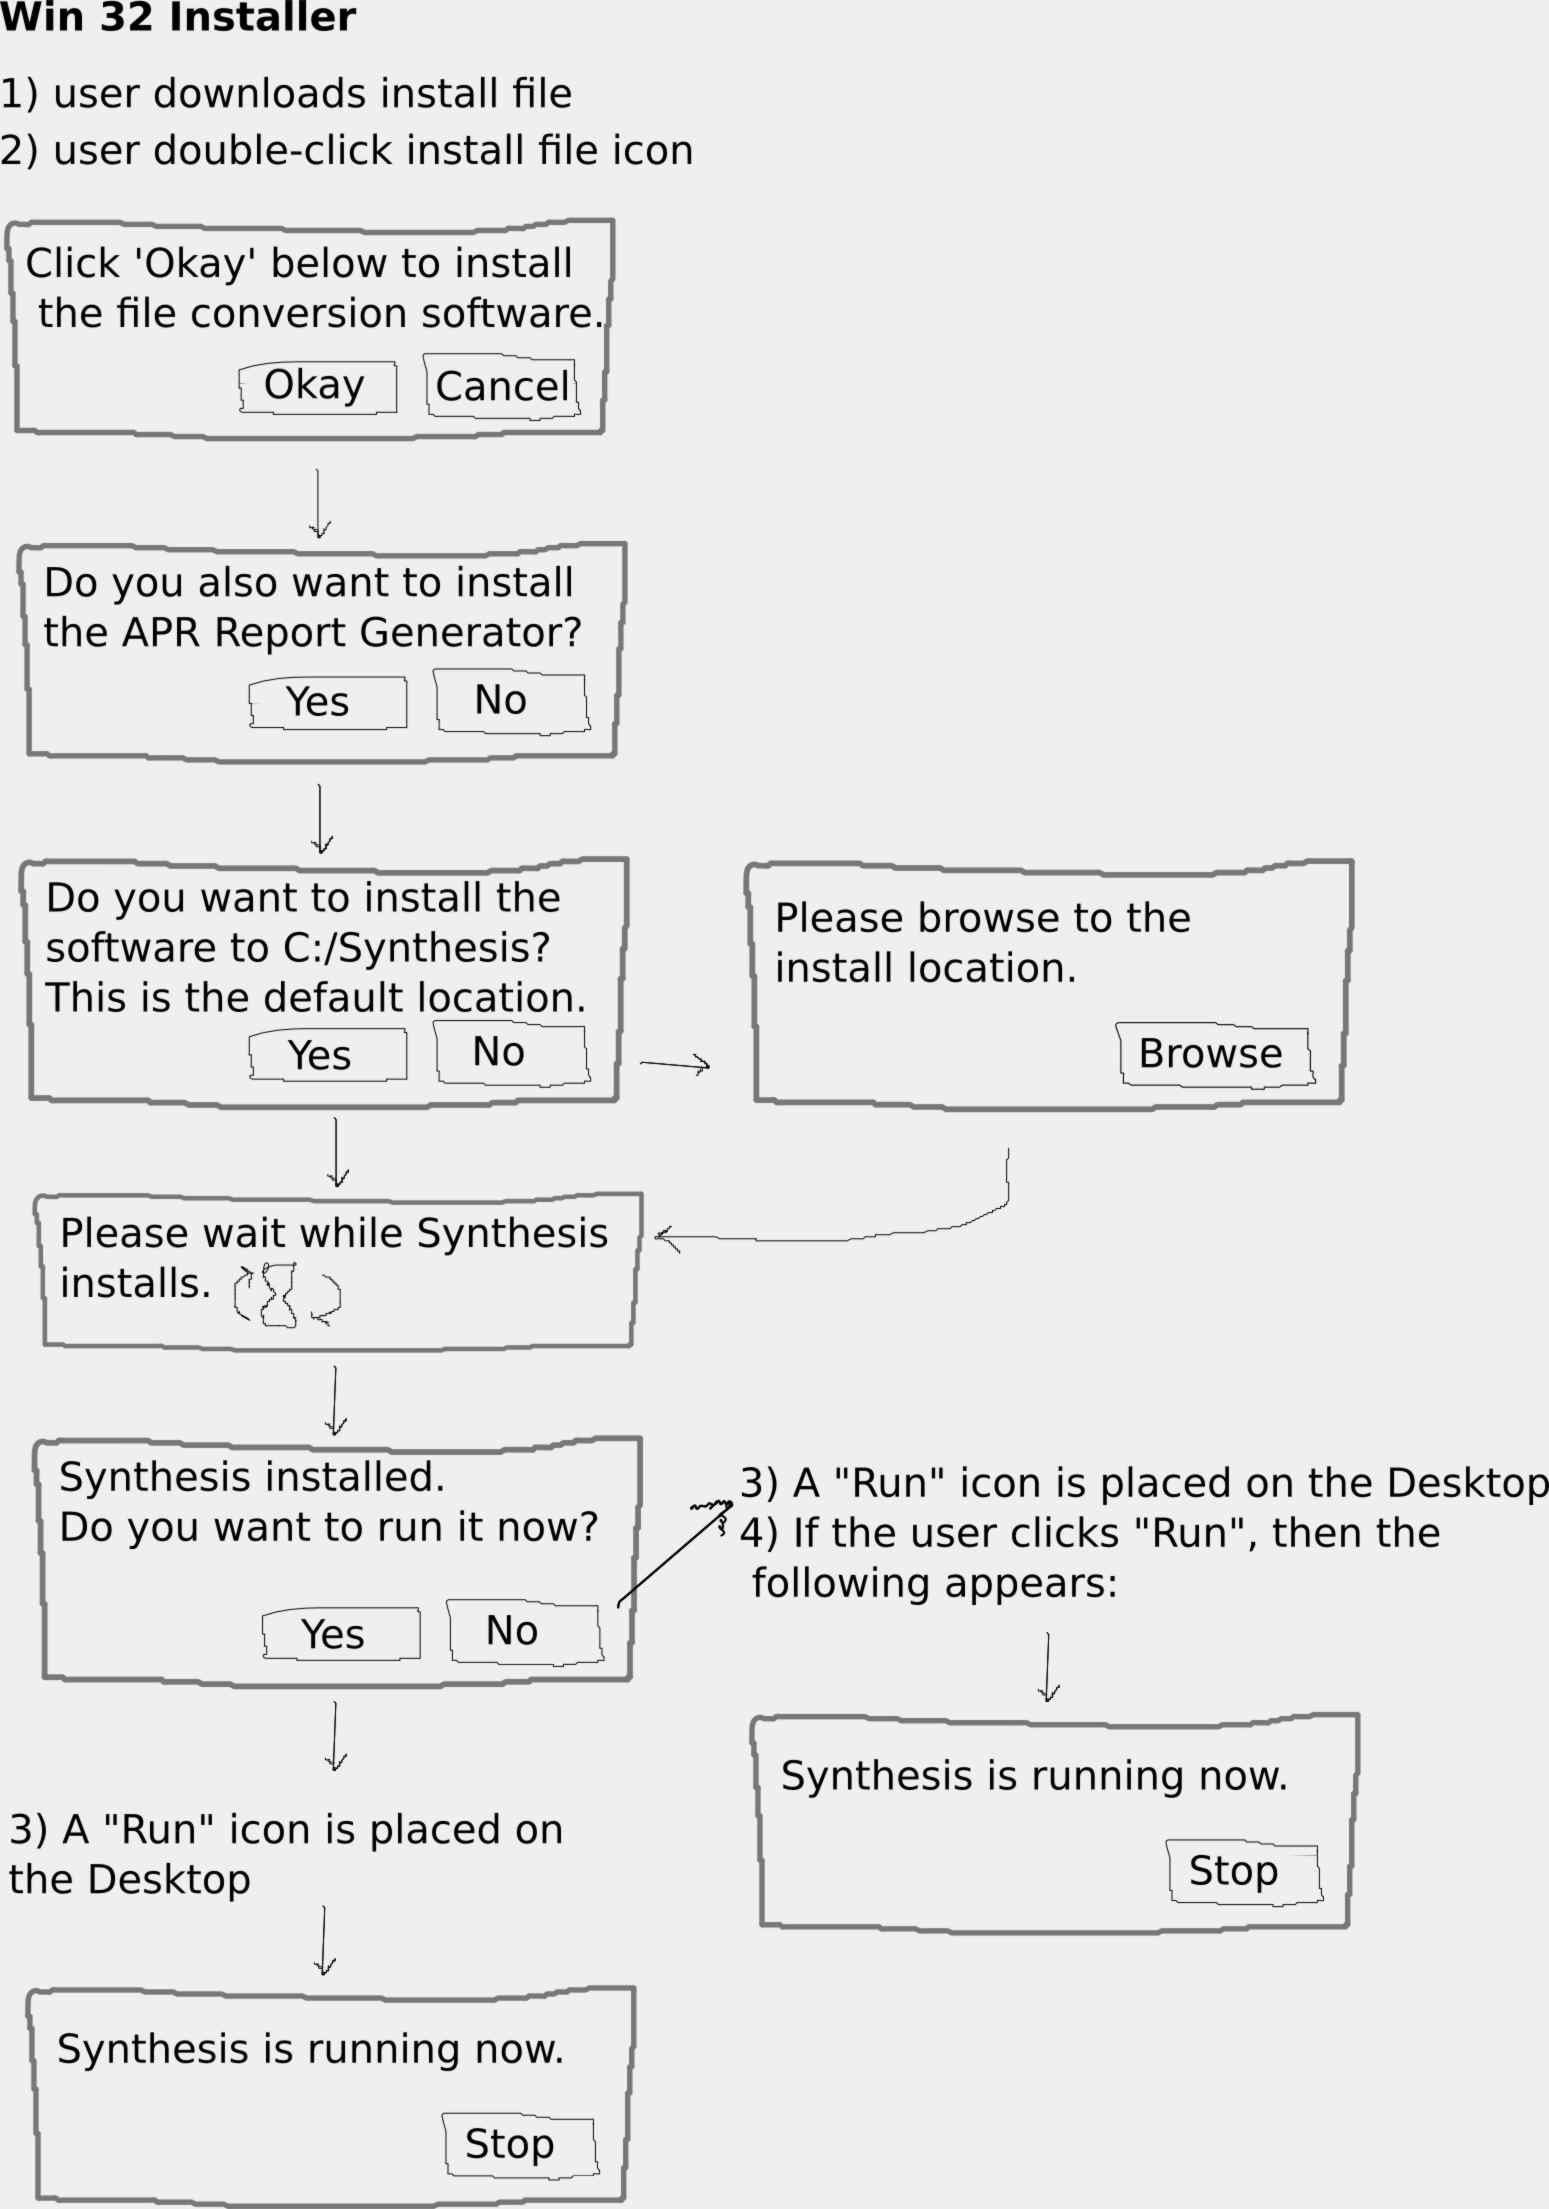 Win 32 Installer
1) user downloads install file
2) user double-click install file icon
Click 'Okay' below to install
the file conversion software.
Okay
Cancel
Do you also want to install
the APR Report Generator?
Yes
No
Do you want to install the
software to C:/Synthesis?
This is the default location.
Yes
No
Please browse to the
install location.
Browse
Please wait while Synthesis
installs.
Synthesis installed.
Do you want to run it now?
Yes
No
3) A "Run" icon is placed on the Desktop
4) If the user clicks "Run", then the
following appears:
Synthesis is running now.
Stop
3) A "Run" icon is placed on
the Desktop
Synthesis is running now.
Stop